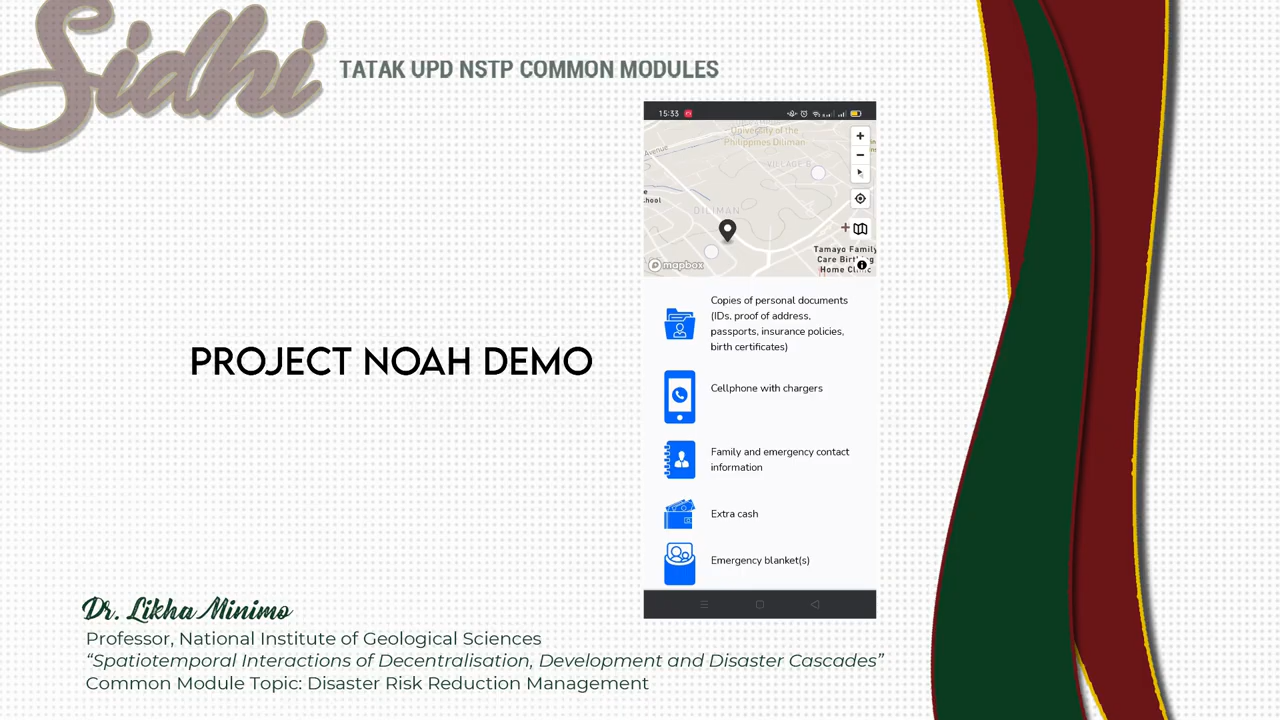 Sidhi
TATAK UPD NSTP COMMON MODULES
15:33
University of the
Philippines Diliman
Avenue
VILLAGE B
DILIMAN
Tamayo Family
Care Birthing
Home Clinic
mapbox
Copies of personal documents
(IDs, proof of address,
passports, insurance policies,
birth certificates)
Cellphone with chargers
Family and emergency contact
information
Extra cash
Emergency blanket(s)
PROJECT NOAH DEMO
Dr. Likha Minimo
Professor, National Institute of Geological Sciences
“Spatiotemporal Interactions of Decentralisation, Development and Disaster Cascades”
Common Module Topic: Disaster Risk Reduction Management